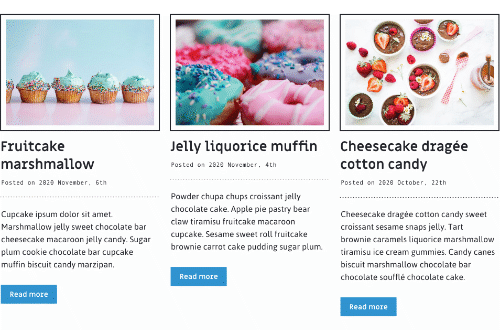 Fruitcake
marshmallow
Posted on 2020 November, 6th
Cupcake ipsum dolor sit amet.
Marshmallow jelly sweet chocolate bar
cheesecake macaroon jelly candy. Sugar
plum cookie chocolate bar cupcake
muffin biscuit candy marzipan.
Read more
Jelly liquorice muffin
Posted on 2020 November, 4th
Powder chupa chups croissant jelly
chocolate cake. Apple pie pastry bear
claw tiramisu fruitcake macaroon
cupcake. Sesame sweet roll fruitcake
brownie carrot cake pudding sugar plum.
Read more
Cheesecake dragée
cotton candy
Posted on 2020 October, 22th
Cheesecake dragée cotton candy sweet
croissant sesame snaps jelly. Tart
brownie caramels liquorice marshmallow
tiramisu ice cream gummies. Candy canes
biscuit marshmallow chocolate bar
chocolate soufflé chocolate cake.
Read more